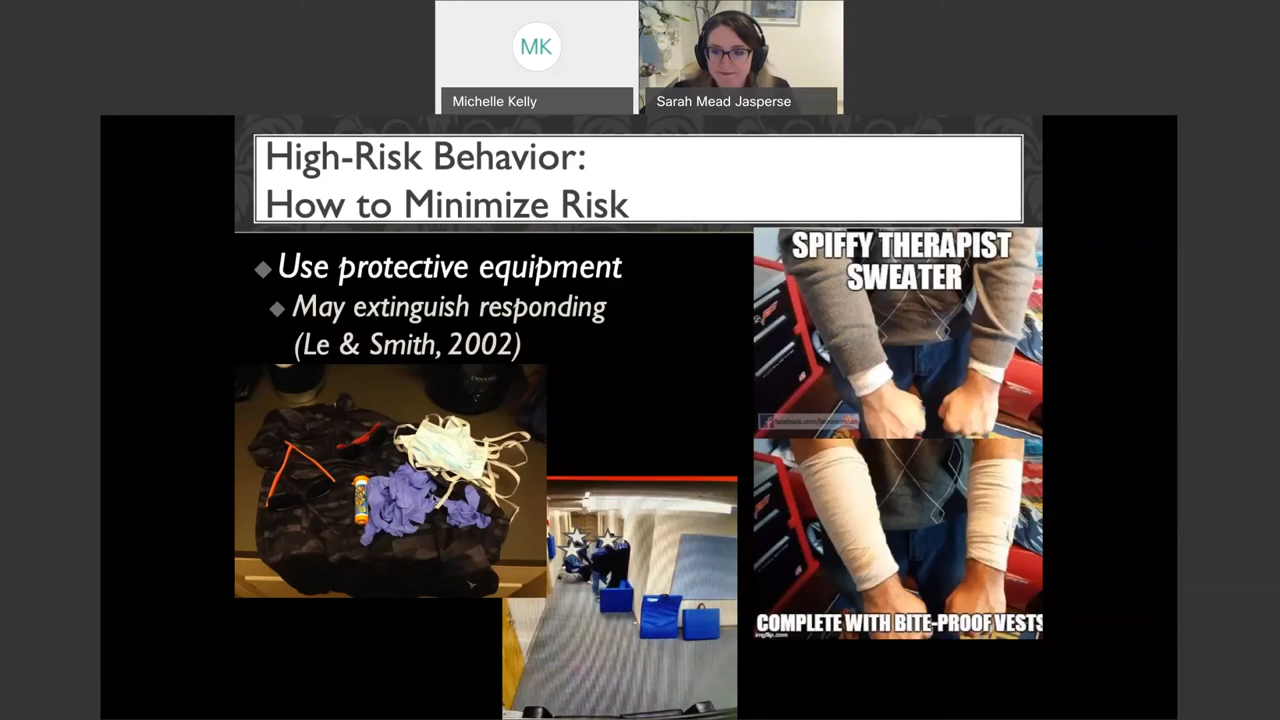 MK
Michelle Kelly
Sarah Mead Jasperse
High-Risk Behavior:
How to Minimize Risk
Use protective equipment
May extinguish responding
(Le & Smith, 2002)
SPIFFY THERAPIST
SWEATER
COMPLETE WITH BITE-PROOF VESTS
imgflip.com